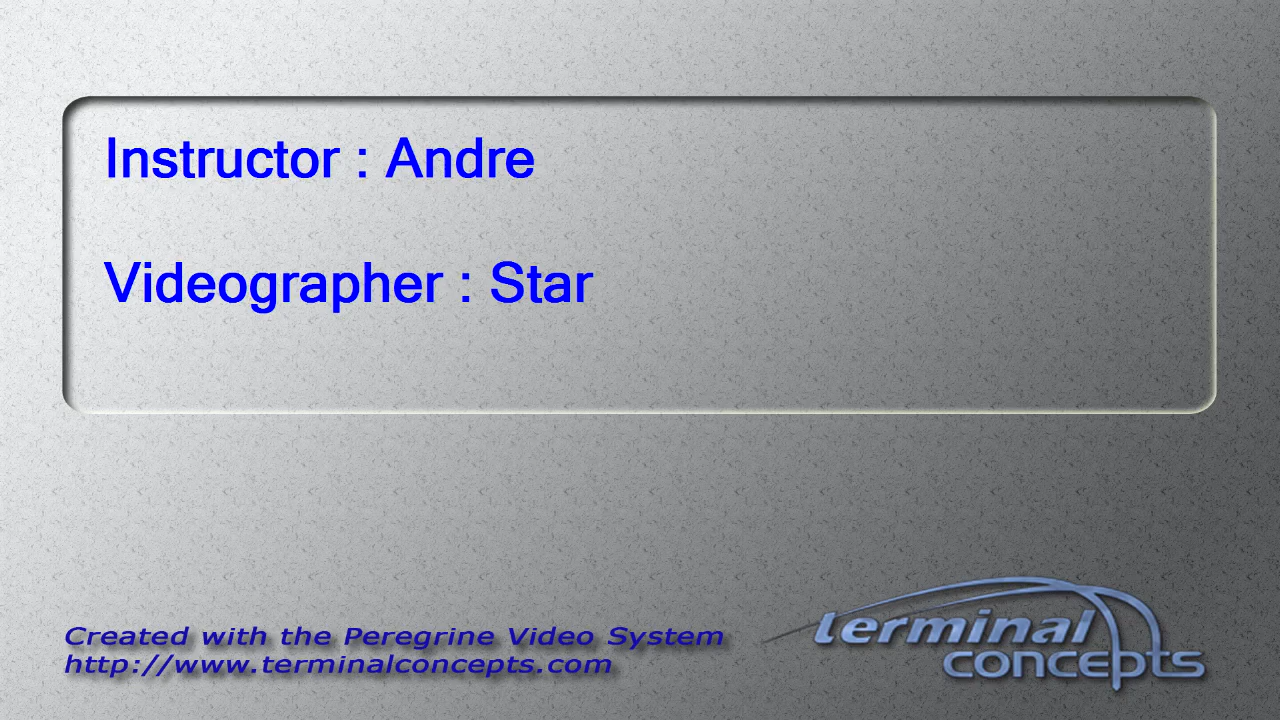 Instructor : Andre
Videographer : Star
Created with the Peregrine Video System
http://www.terminalconcepts.com
terminal
concepts